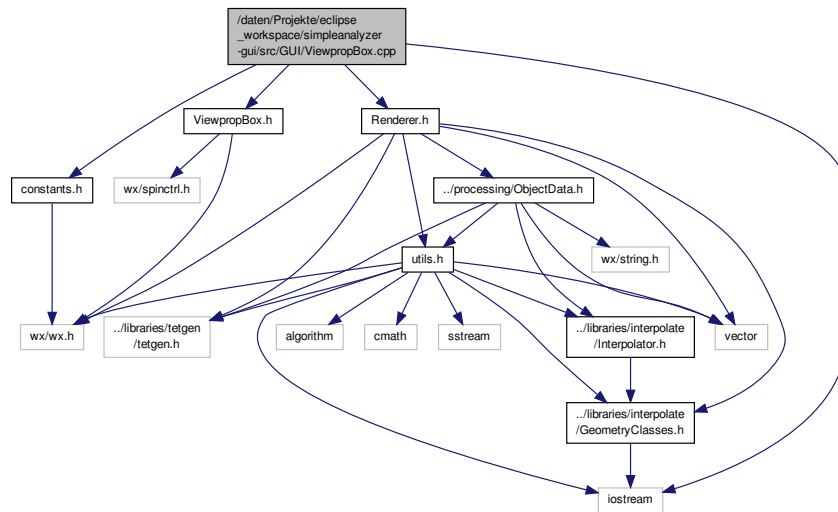 /daten/Projekte/eclipse
_workspace/simpleanalyzer
-gui/src/GUI/ViewpropBox.cpp
ViewpropBox.h
Renderer.h
constants.h
wx/spinctrl.h
../processing/ObjectData.h
utils.h
wx/string.h
wx/wx.h
../libraries/tetgen
/tetgen.h
algorithm
cmath
sstream
../libraries/interpolate
/Interpolator.h
vector
../libraries/interpolate
/GeometryClasses.h
iostream